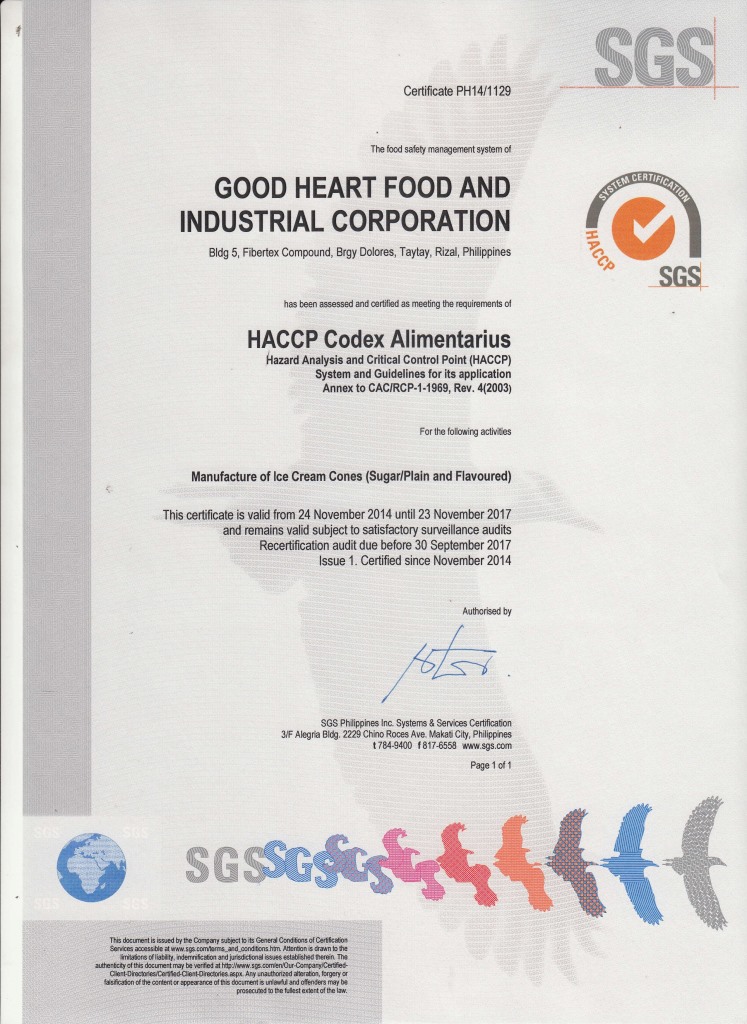 SGS
Certificate PH14/1129
The food safety management system of
GOOD HEART FOOD AND
INDUSTRIAL CORPORATION
Bldg 5, Fibertex Compound, Brgy Dolores, Taytay, Rizal, Philippines
SYSTEM CERTIFICATION
HACCP
SGS
has been assessed and certified as meeting the requirements of
HACCP Codex Alimentarius
Hazard Analysis and Critical Control Point (HACCP)
System and Guidelines for its application
Annex to CAC/RCP-1-1969, Rev. 4(2003)
For the following activities
Manufacture of Ice Cream Cones (Sugar/Plain and Flavoured)
This certificate is valid from 24 November 2014 until 23 November 2017
and remains valid subject to satisfactory surveillance audits
Recertification audit due before 30 September 2017
Issue 1. Certified since November 2014
Authorised by
SGS Philippines Inc. Systems & Services Certification
3/F Alegria Bldg. 2229 Chino Roces Ave. Makati City, Philippines
t 784-9400 f 817-6558 www.sgs.com
Page 1 of 1
SGS SGS
SGS SGS
SGS SGS SGS
This document is issued by the Company subject to its General Conditions of Certification
Services accessible at www.sgs.com/terms_and_conditions.htm. Attention is drawn to the
limitations of liability, indemnification and jurisdictional issues established therein. The
authenticity of this document may be verified at http://www.sgs.com/en/Our-Company/Certified-
Client-Directories/Certified-Client-Directories.aspx. Any unauthorized alteration, forgery or
falsification of the content or appearance of this document is unlawful and offenders may be
prosecuted to the fullest extent of the law.